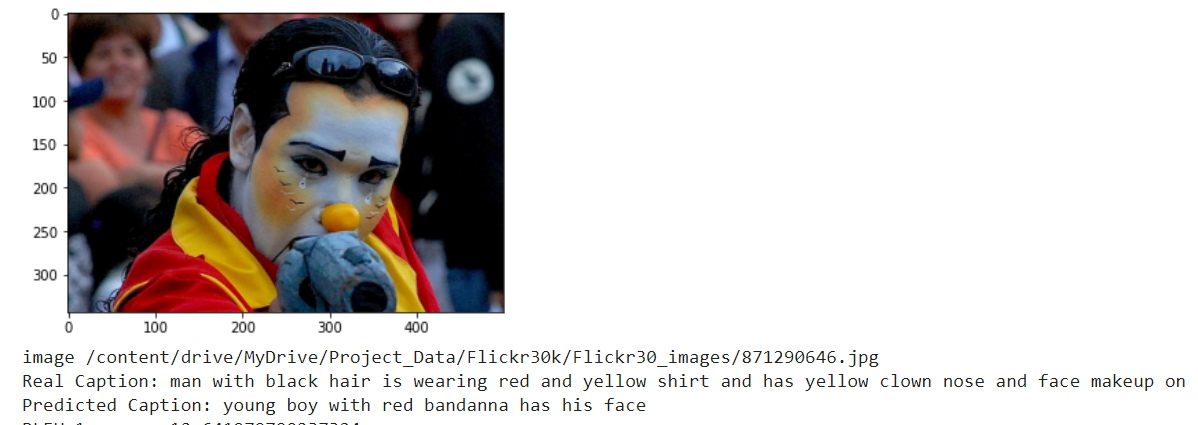 0
50
100
150
200
250
300
0 100 200 300 400
image /content/drive/MyDrive/Project_Data/Flickr30k/Flickr30_images/871290646.jpg
Real Caption: man with black hair is wearing red and yellow shirt and has yellow clown nose and face makeup on
Predicted Caption: young boy with red bandanna has his face